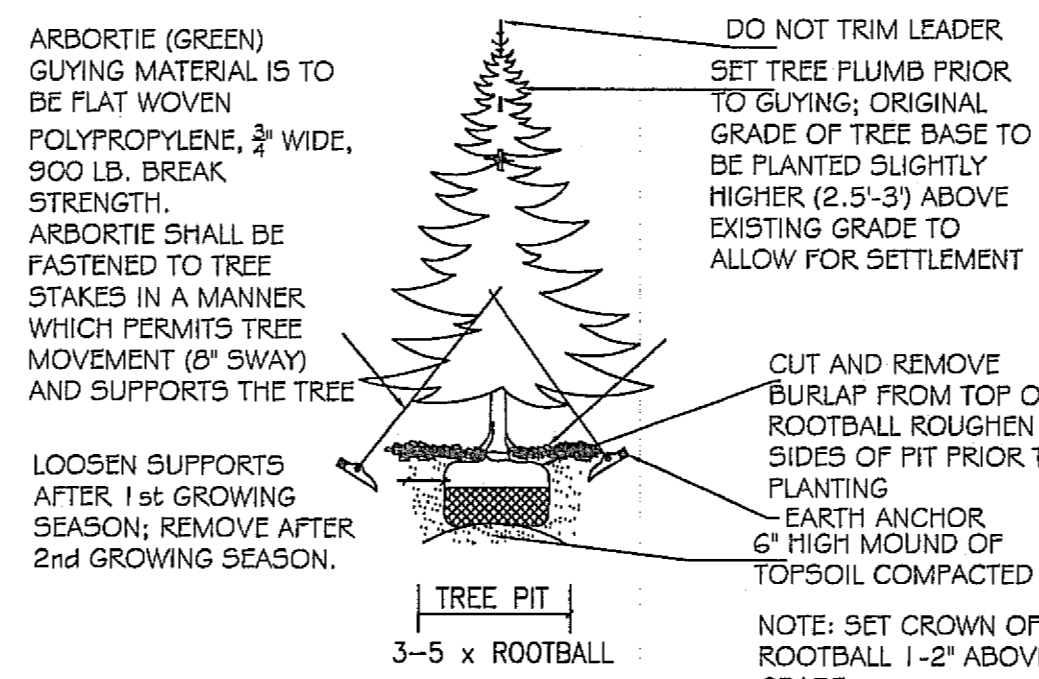 ARBORTIE (GREEN)
GUYING MATERIAL IS TO
BE FLAT WOVEN
POLYPROPYLENE, 3/4" WIDE,
900 LB. BREAK
STRENGTH.
ARBORTIE SHALL BE
FASTENED TO TREE
STAKES IN A MANNER
WHICH PERMITS TREE
MOVEMENT (8" SWAY)
AND SUPPORTS THE TREE
LOOSEN SUPPORTS
AFTER 1st GROWING
SEASON; REMOVE AFTER
2nd GROWING SEASON.
DO NOT TRIM LEADER
SET TREE PLUMB PRIOR
TO GUYING; ORIGINAL
GRADE OF TREE BASE TO
BE PLANTED SLIGHTLY
HIGHER (2.5'-3') ABOVE
EXISTING GRADE TO
ALLOW FOR SETTLEMENT
CUT AND REMOVE
BURLAP FROM TOP O
ROOTBALL ROUGHEN
SIDES OF PIT PRIOR
PLANTING
EARTH ANCHOR
6" HIGH MOUND OF
TOPSOIL COMPACTED
NOTE: SET CROWN OF
ROOTBALL 1-2" ABOVE
TREE PIT
3-5 x ROOTBALL